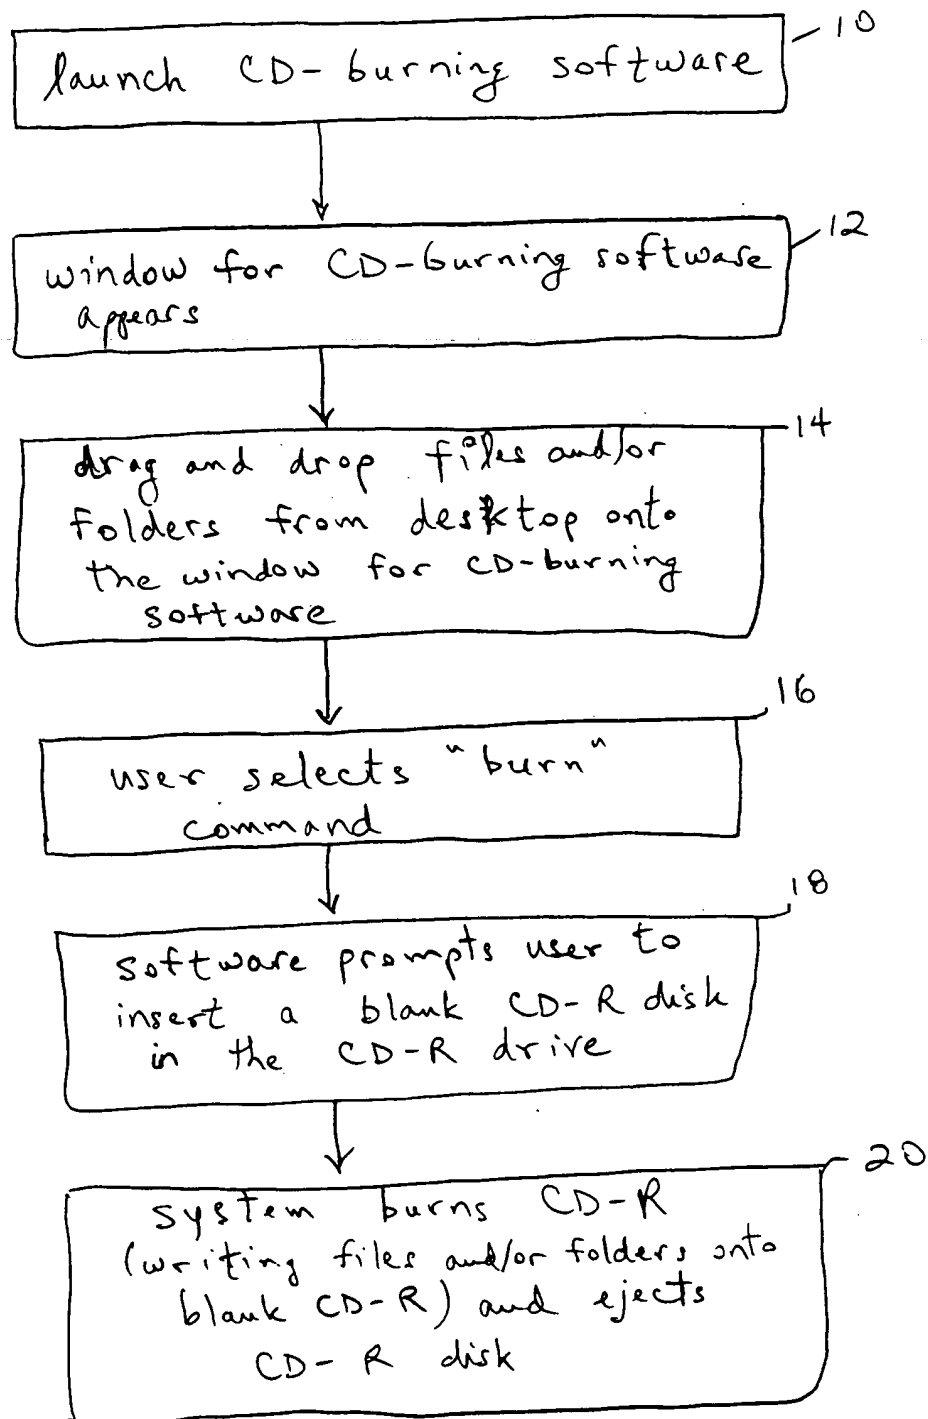 10
launch CD-burning software
12
window for CD-burning software
appears
14
drag and drop files and/or
folders from desktop onto
the window for CD-burning
software
16
user selects "burn"
command
18
software prompts user to
insert a blank CD-R disk
in the CD-R drive
20
system burns CD-R
(writing files and/or folders onto
blank CD-R) and ejects
CD-R disk